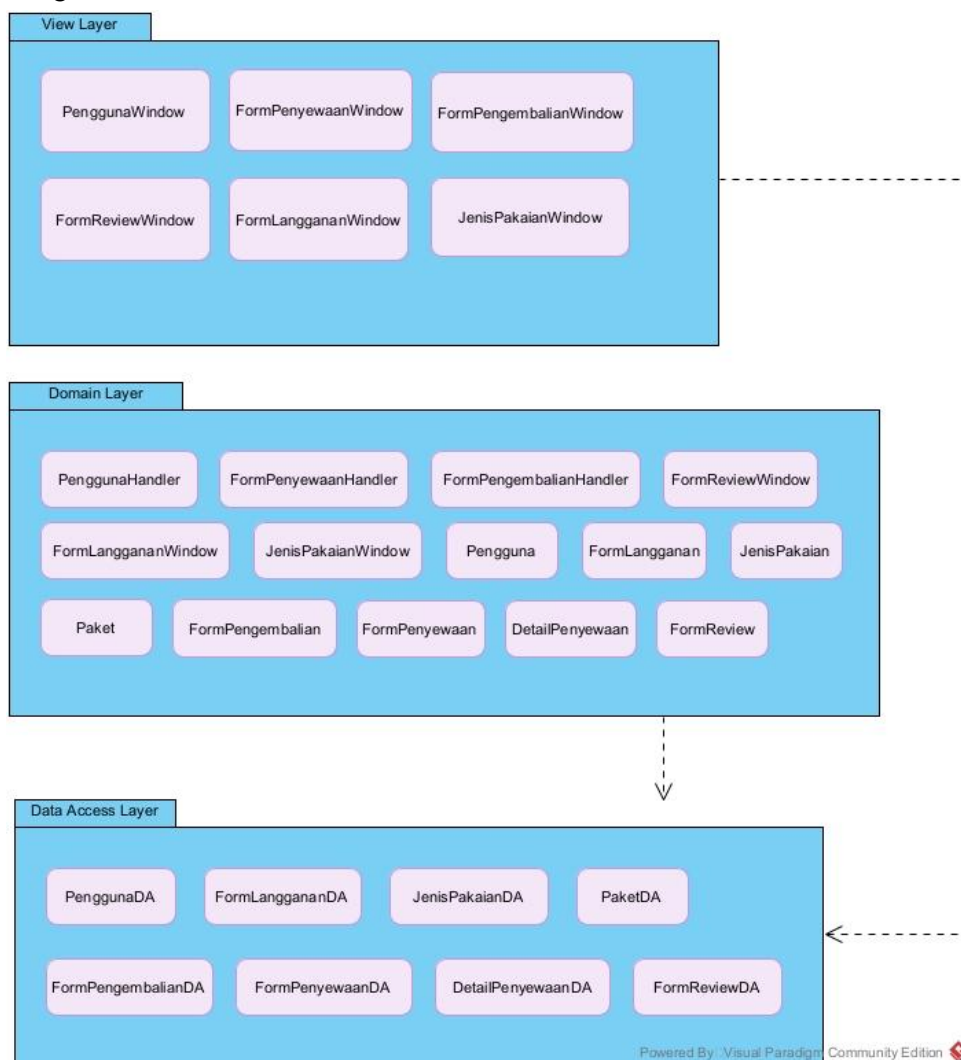 View Layer
PenggunaWindow
FormPenyewaanWindow
FormPengembalianWindow
FormReviewWindow
FormLanggananWindow
JenisPakaianWindow
Domain Layer
PenggunaHandler
FormPenyewaanHandler
FormPengembalianHandler
FormReviewWindow
FormLanggananWindow
JenisPakaianWindow
Pengguna
FormLangganan
JenisPakaian
Paket
FormPengembalian
FormPenyewaan
DetailPenyewaan
FormReview
Data Access Layer
PenggunaDA
FormLanggananDA
JenisPakaianDA
PaketDA
FormPengembalianDA
FormPenyewaanDA
DetailPenyewaanDA
FormReviewDA
Powered By Visual Paradigm Community Edition